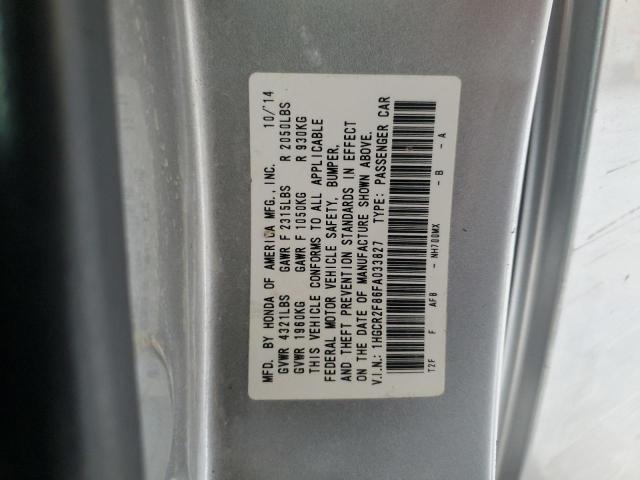 MFD. BY HONDA OF AMERICA MFG., INC. 10/14
GVWR 4321LBS GAWR F 2315LBS R 2050LBS
GVWR 1960KG GAWR F 1050KG R 930KG
THIS VEHICLE CONFORMS TO ALL APPLICABLE
FEDERAL MOTOR VEHICLE SAFETY, BUMPER,
AND THEFT PREVENTION STANDARDS IN EFFECT
ON THE DATE OF MANUFACTURE SHOWN ABOVE.
V.I.N.: 1HGCR2F86FA033827 TYPE: PASSENGER CAR
T2F F AF8 - NH700MX - B - A